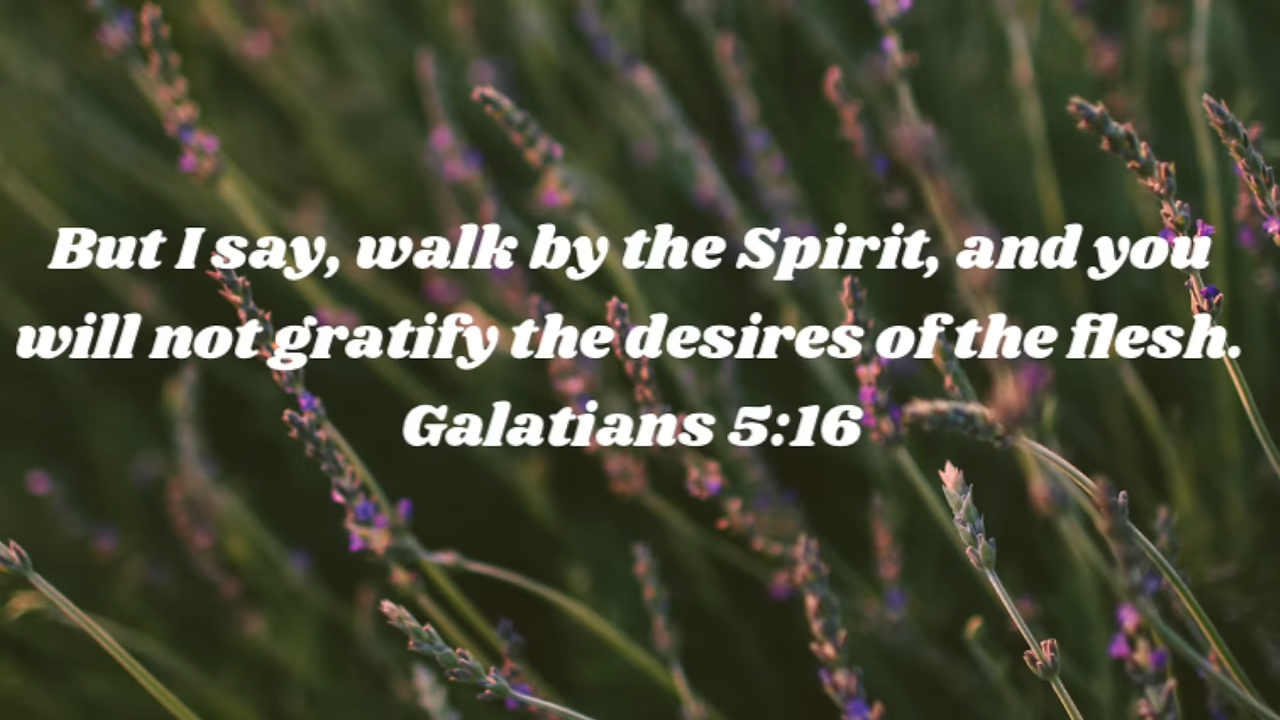 But I say, walk by the Spirit, and you
will not gratify the desires of the flesh.
Galatians 5:16